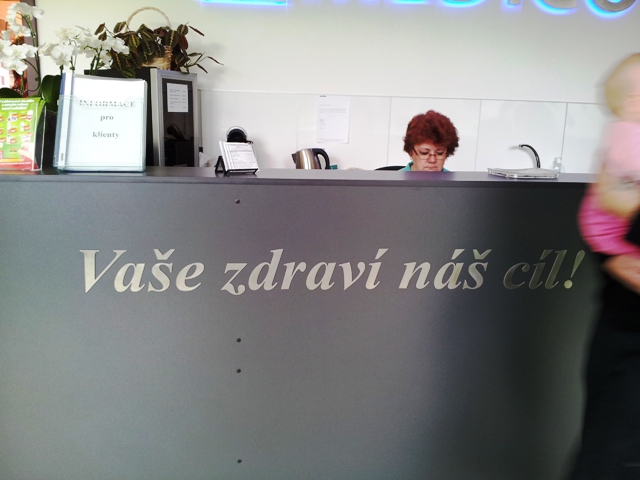 INFORMACE
pro
klienty
Vaše zdraví náš cíl!